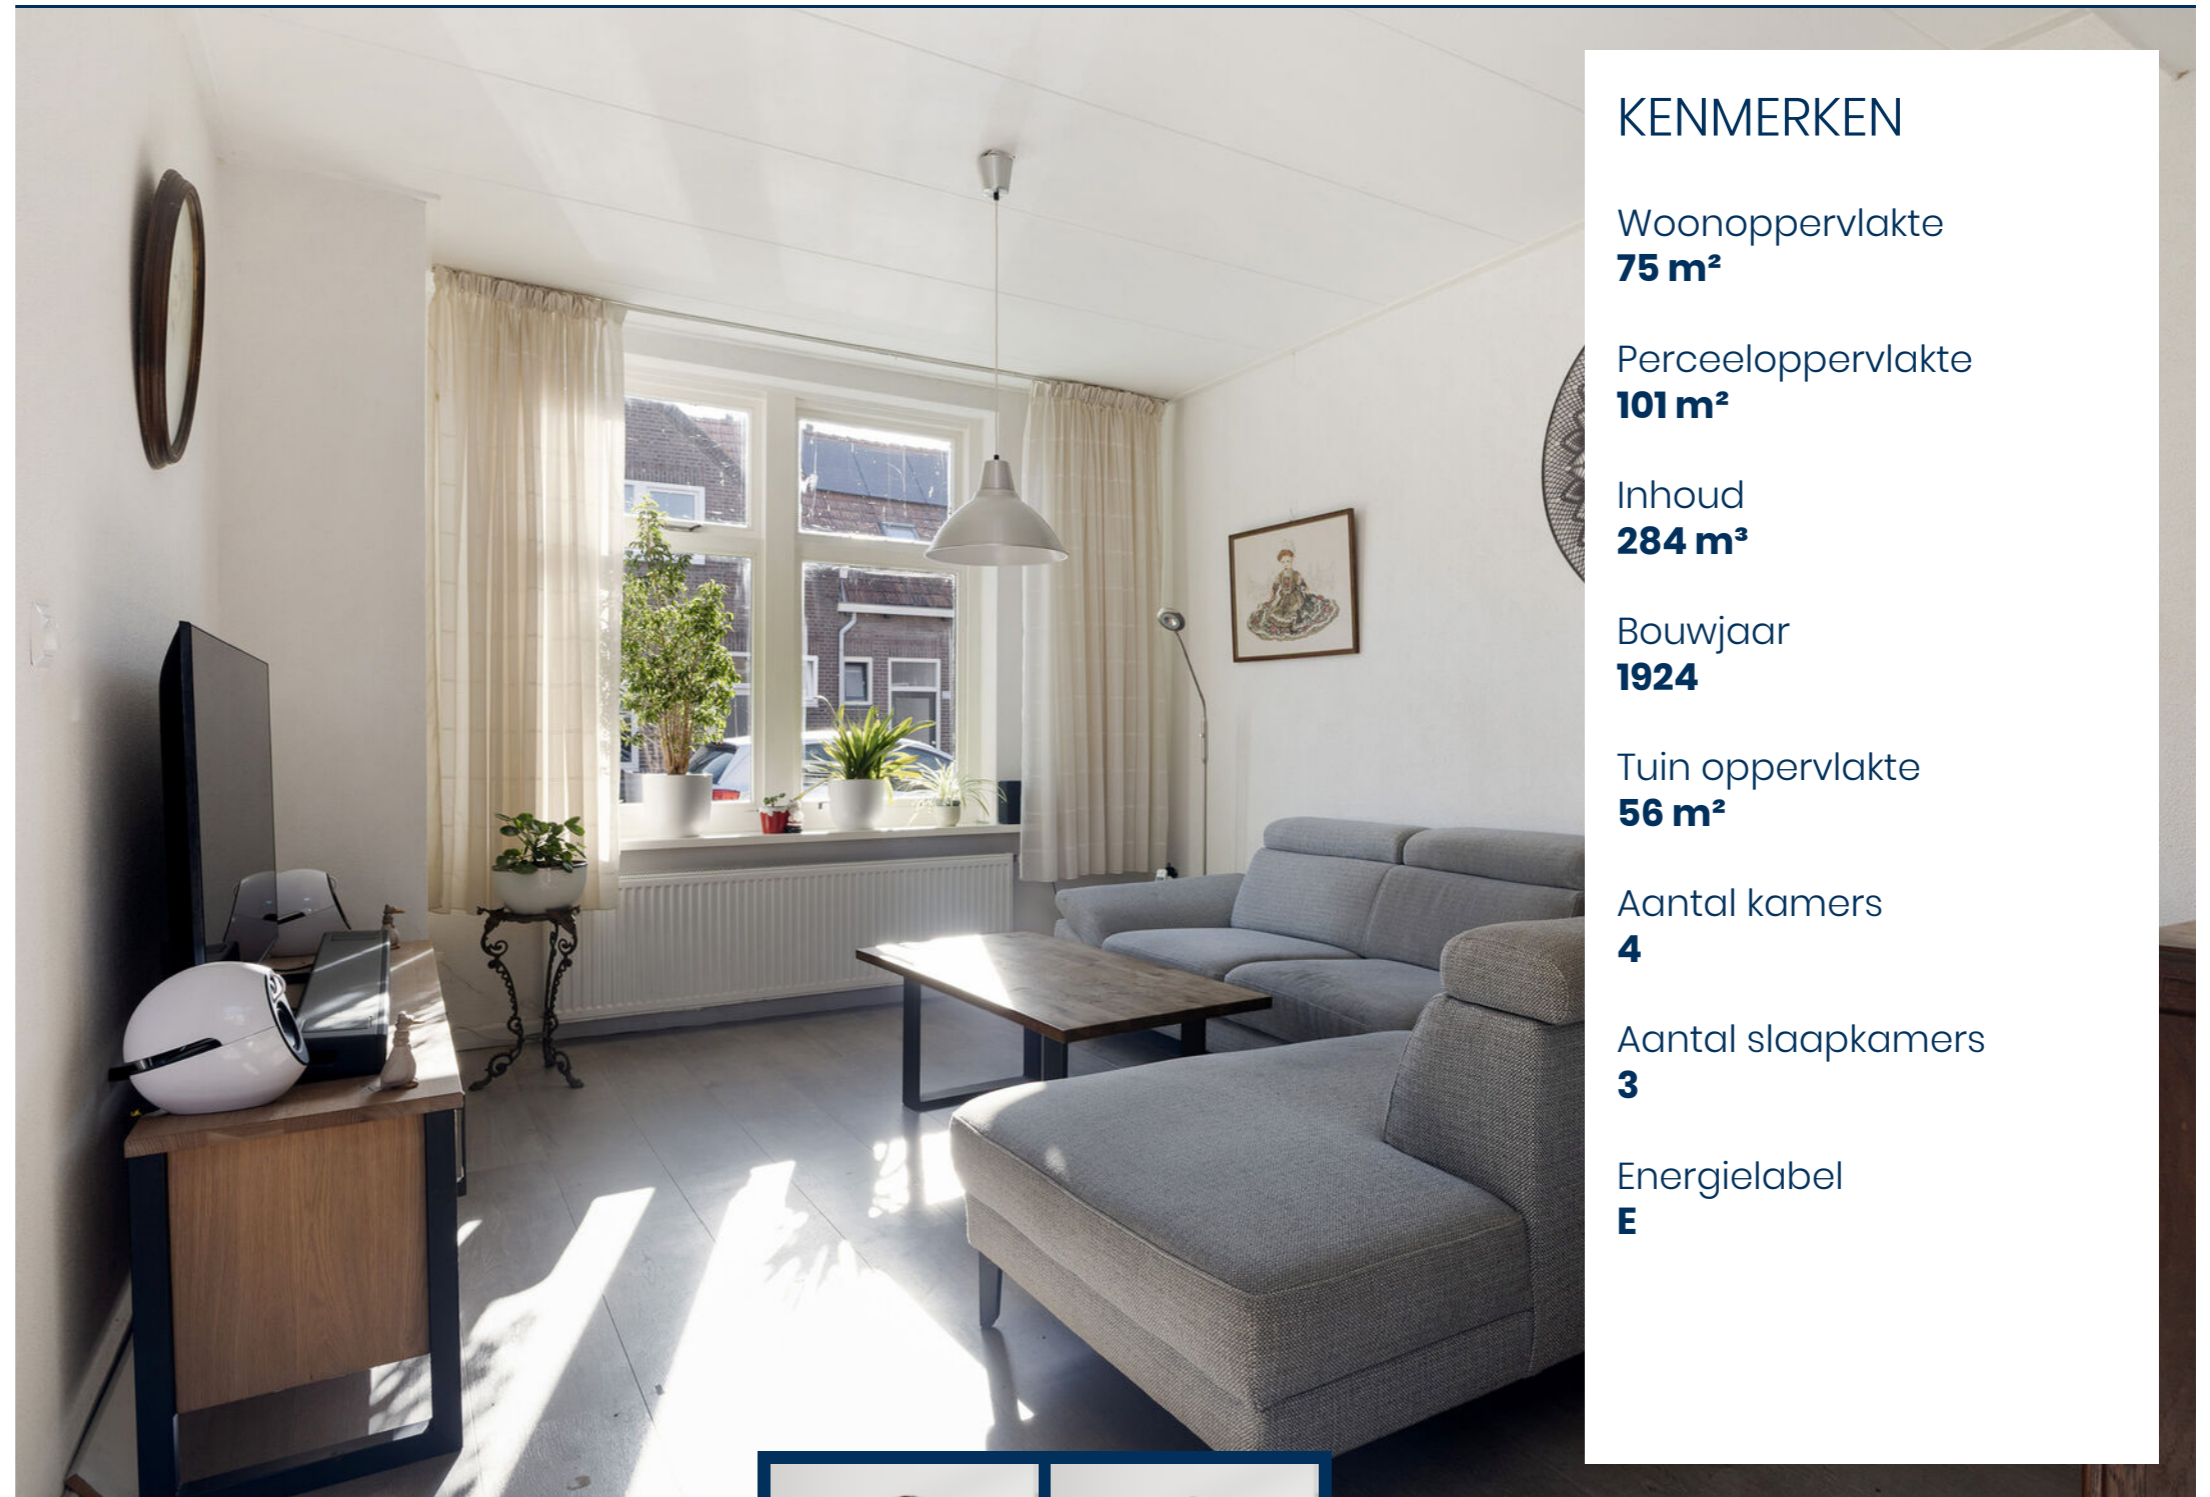 KENMERKEN
Woonoppervlakte
75 m²
Perceeloppervlakte
101 m²
Inhoud
284 m³
Bouwjaar
1924
Tuin oppervlakte
56 m²
Aantal kamers
4
Aantal slaapkamers
3
Energielabel
E